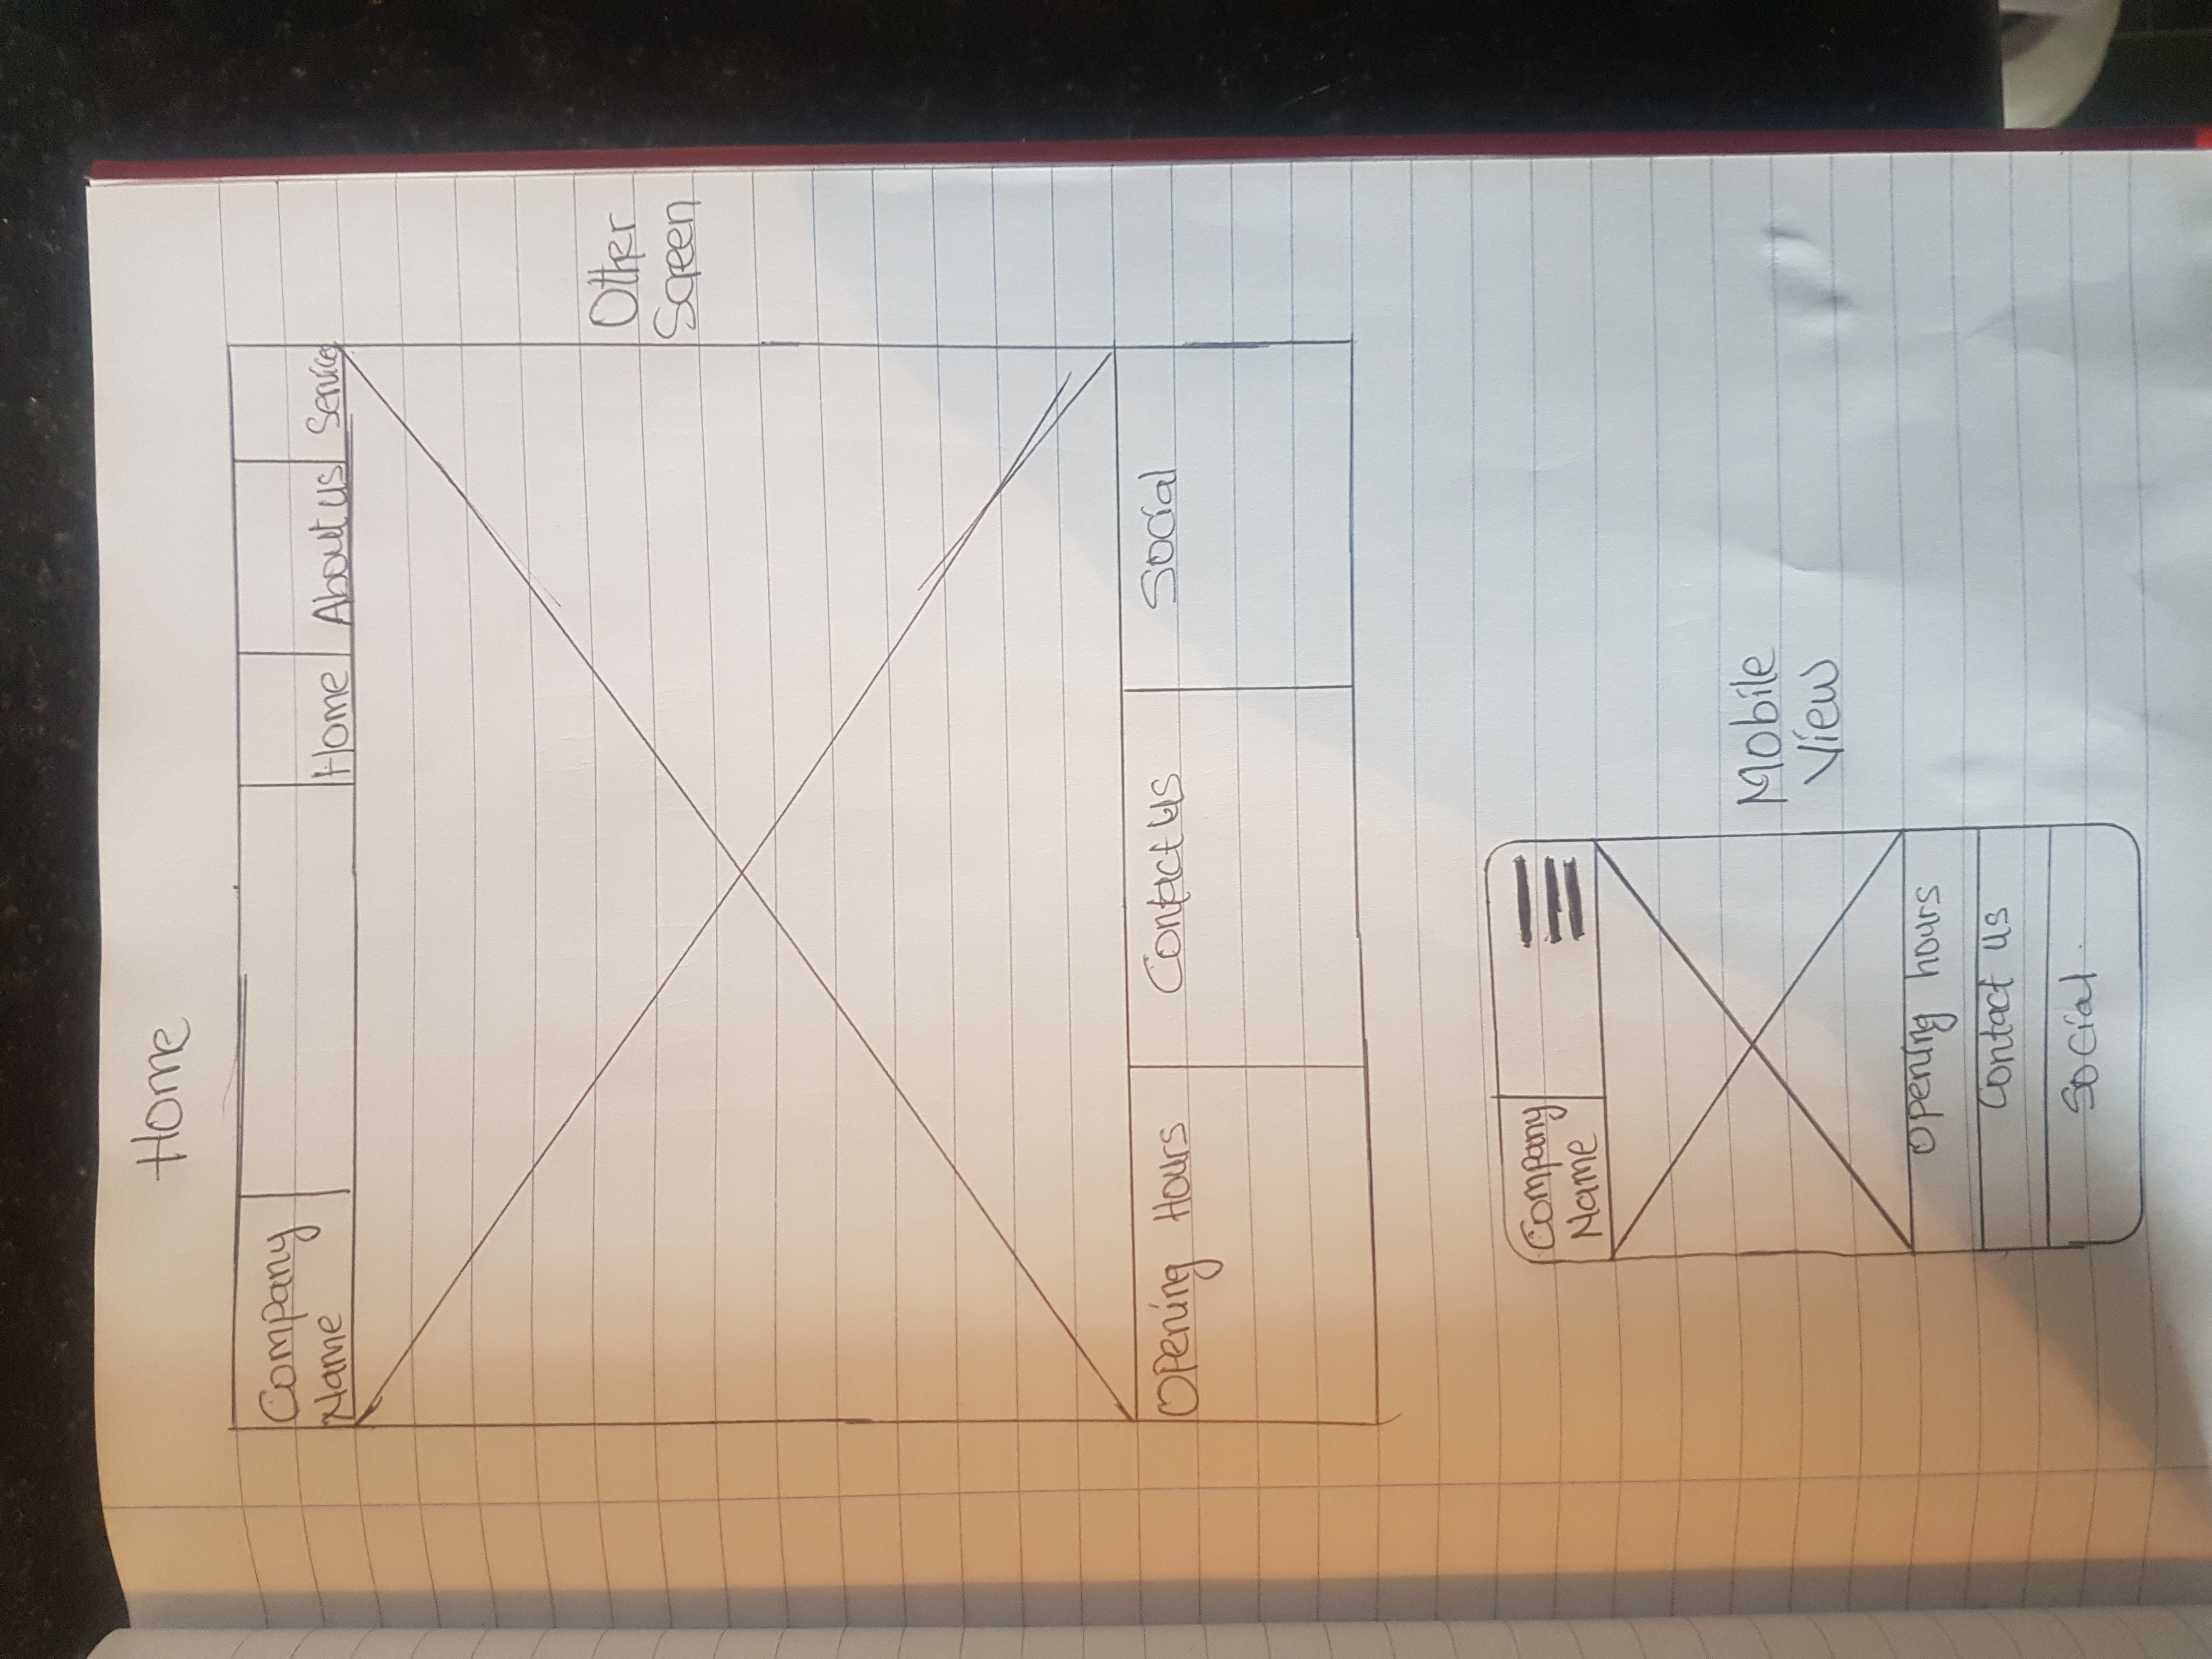 Home
Company
Name
Home
About us
Service
Other
Screen
Opening Hours
Contact Us
Social
Company
Name
Mobile
View
Opening hours
Contact us
Social